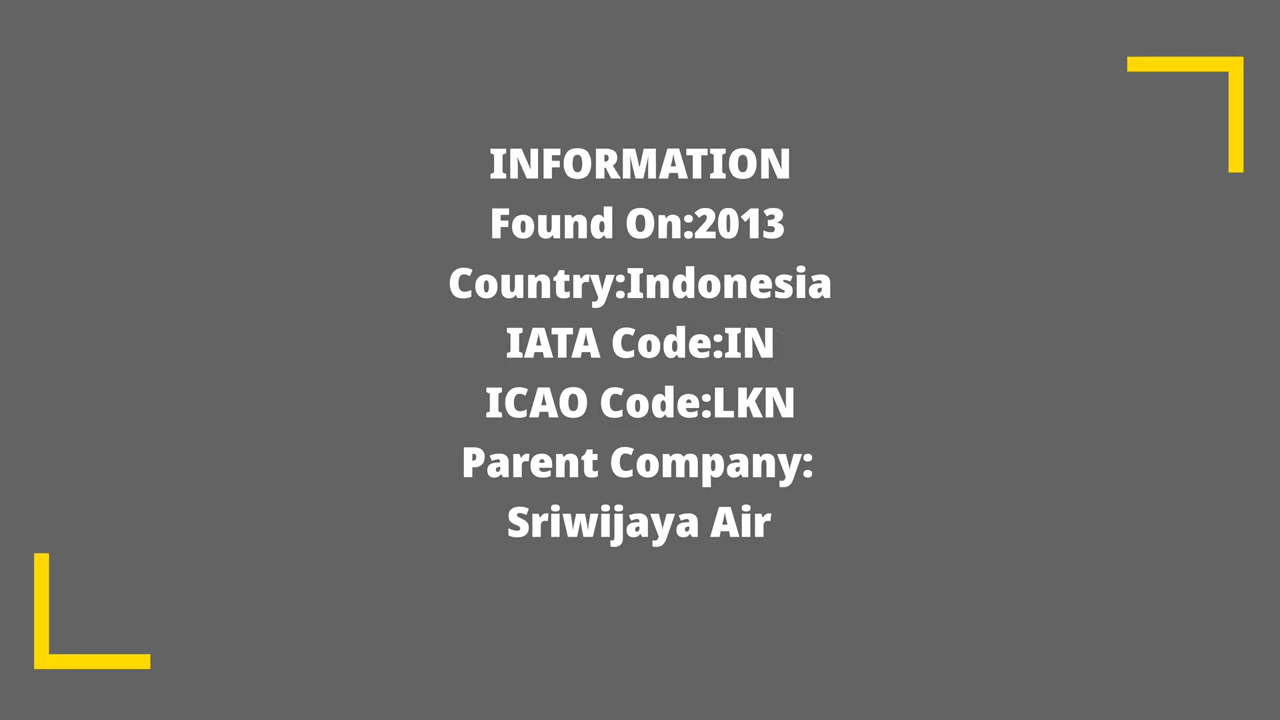 INFORMATION
Found On:2013
Country:Indonesia
IATA Code:IN
ICAO Code:LKN
Parent Company:
Sriwijaya Air